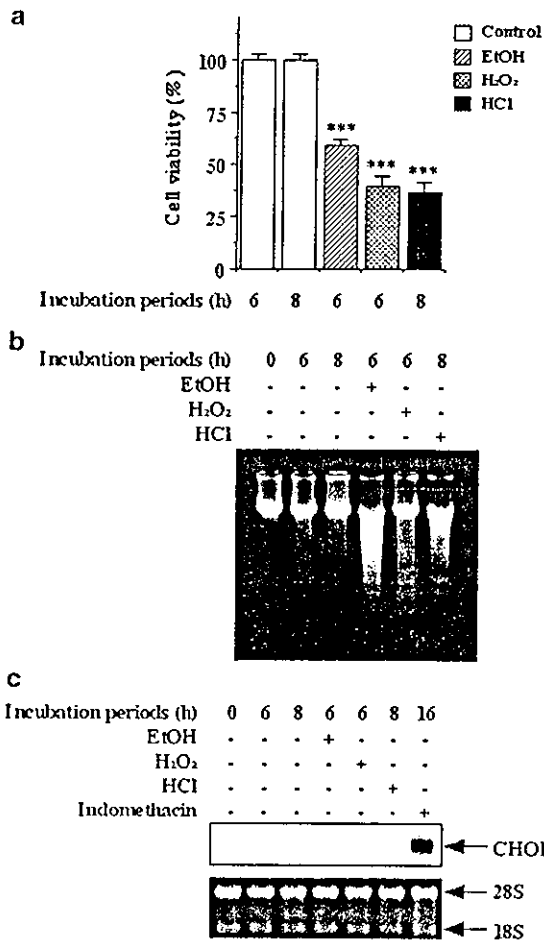 a
Control
EtOH
H₂O₂
HCl
Cell viability (%)
100
75
50
25
0
***
***
***
Incubation periods (h) 6 8 6 6 8
b
Incubation periods (h) 0 6 8 6 6 8
EtOH - - - + - -
H₂O₂ - - - - + -
HCl - - - - - +
c
Incubation periods (h) 0 6 8 6 6 8 16
EtOH - - - + - - -
H₂O₂ - - - - + - -
HCl - - - - - + -
Indomethacin - - - - - - +
28S
18S